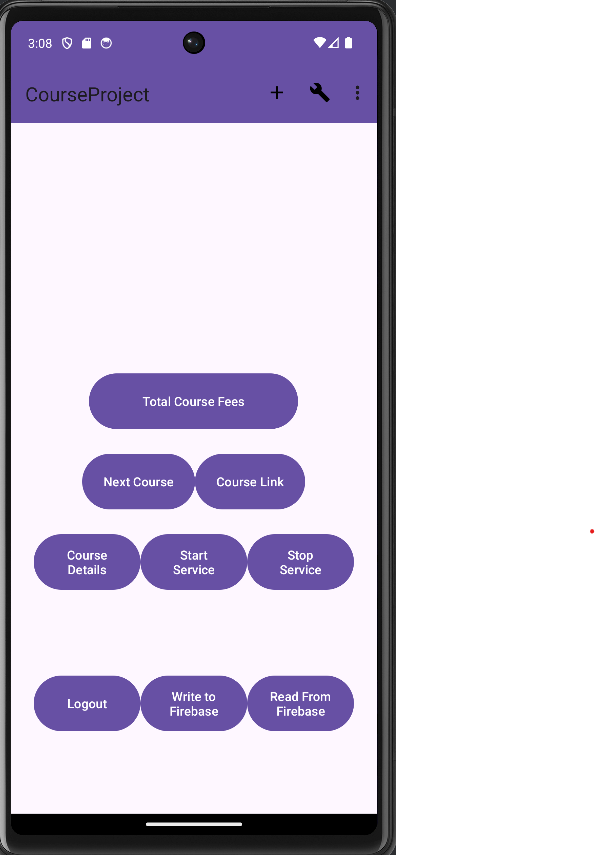 3:08
CourseProject
Total Course Fees
Next Course
Course Link
Course
Details
Start
Service
Stop
Service
Logout
Write to
Firebase
Read From
Firebase